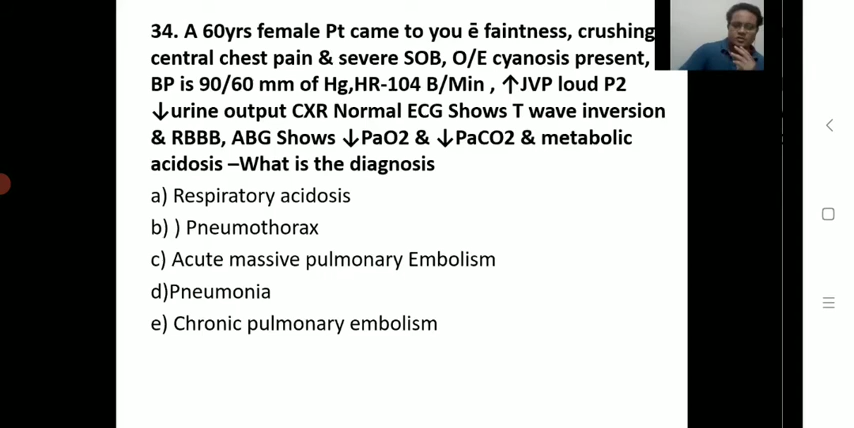 34. A 60yrs female Pt came to you ē faintness, crushing
central chest pain & severe SOB, O/E cyanosis present,
BP is 90/60 mm of Hg,HR-104 B/Min , ↑JVP loud P2
↓urine output CXR Normal ECG Shows T wave inversion
& RBBB, ABG Shows ↓PaO2 & ↓PaCO2 & metabolic
acidosis –What is the diagnosis
a) Respiratory acidosis
b) ) Pneumothorax
c) Acute massive pulmonary Embolism
d)Pneumonia
e) Chronic pulmonary embolism